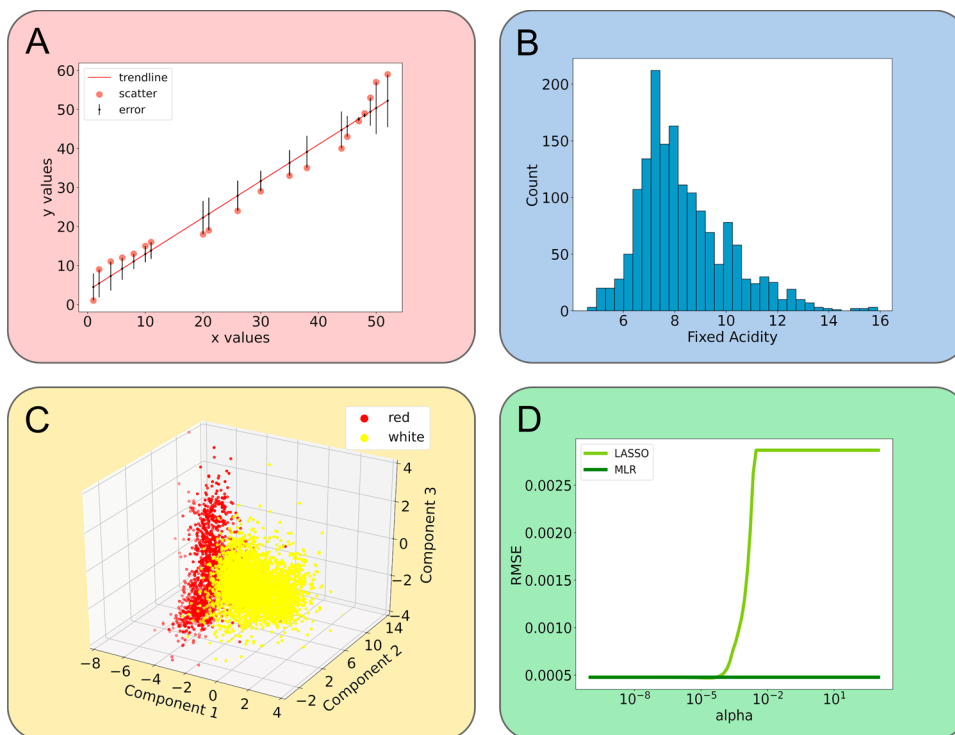 A
trendline
scatter
error
60
50
40
30
20
10
0
y values
0 10 20 30 40 50
x values
B
200
150
100
50
0
Count
6 8 10 12 14 16
Fixed Acidity
C
red
white
4
2
0
−2
−4
Component 3
−8 −6 −4 −2 0 2 4
Component 1
−2 2 6 10 14
Component 2
D
LASSO
MLR
0.0025
0.0020
0.0015
0.0010
0.0005
RMSE
10⁻⁸ 10⁻⁵ 10⁻² 10¹
alpha